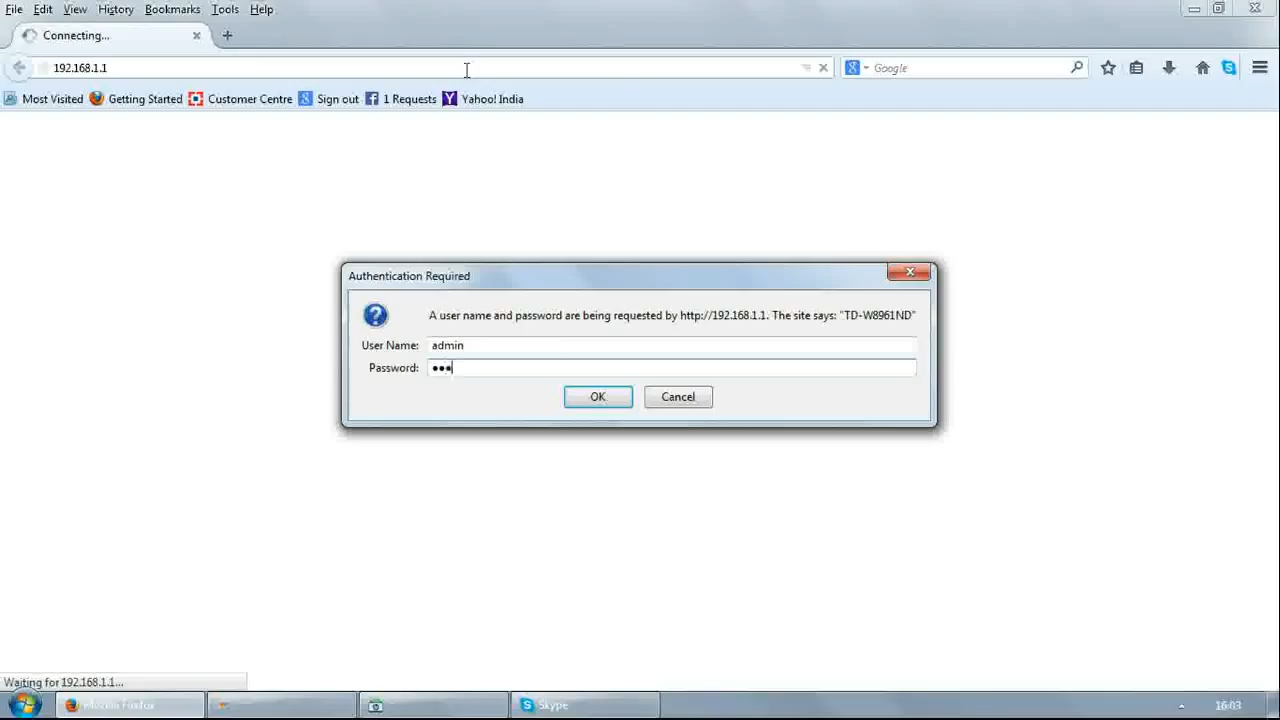 File Edit View History Bookmarks Tools Help
Connecting...
192.168.1.1 Google
Most Visited Getting Started Customer Centre Sign out 1 Requests Yahoo! India
Authentication Required
A user name and password are being requested by http://192.168.1.1. The site says: "TD-W8961ND"
User Name: admin
Password: •••
OK Cancel
Waiting for 192.168.1.1...
Mozilla Firefox Skype 16:03